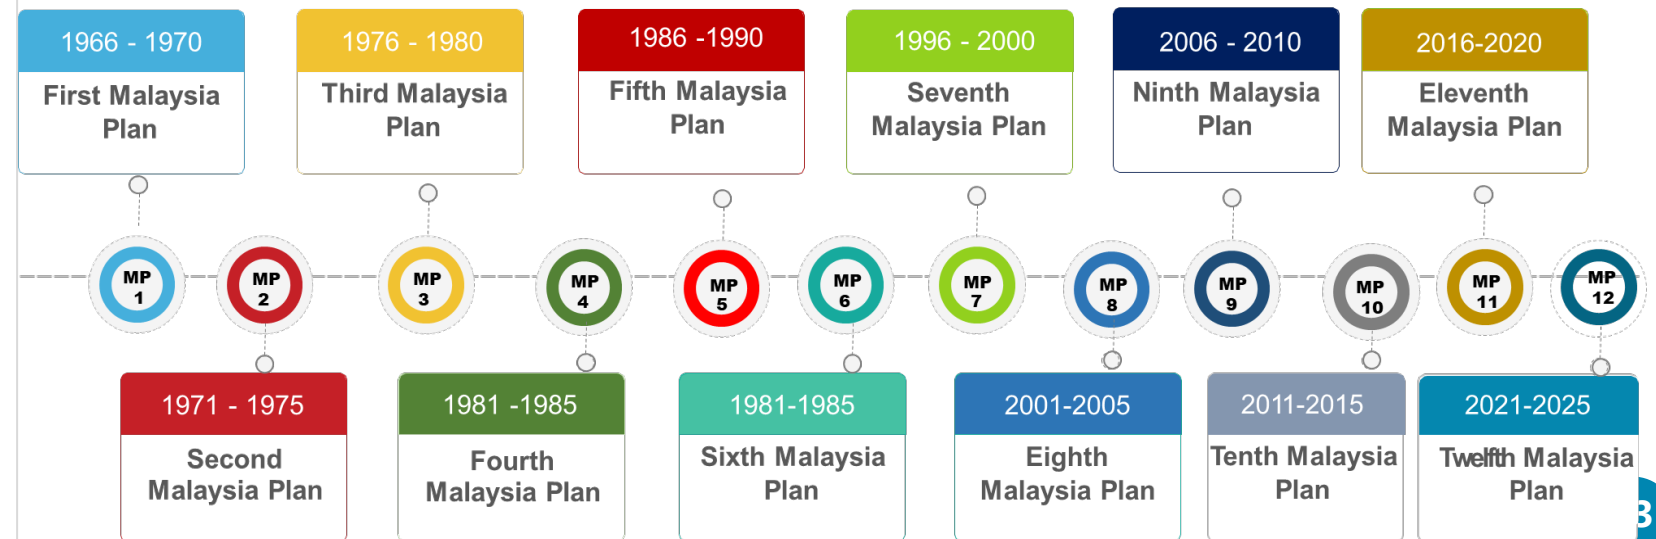 1966 - 1970
First Malaysia
Plan
1976 - 1980
Third Malaysia
Plan
1986 -1990
Fifth Malaysia
Plan
1996 - 2000
Seventh
Malaysia Plan
2006 - 2010
Ninth Malaysia
Plan
2016-2020
Eleventh
Malaysia Plan
MP
1
MP
2
MP
3
MP
4
MP
5
MP
6
MP
7
MP
8
MP
9
MP
10
MP
11
MP
12
1971 - 1975
Second
Malaysia Plan
1981 -1985
Fourth
Malaysia Plan
1981-1985
Sixth Malaysia
Plan
2001-2005
Eighth
Malaysia Plan
2011-2015
Tenth Malaysia
Plan
2021-2025
Twelfth Malaysia
Plan
3